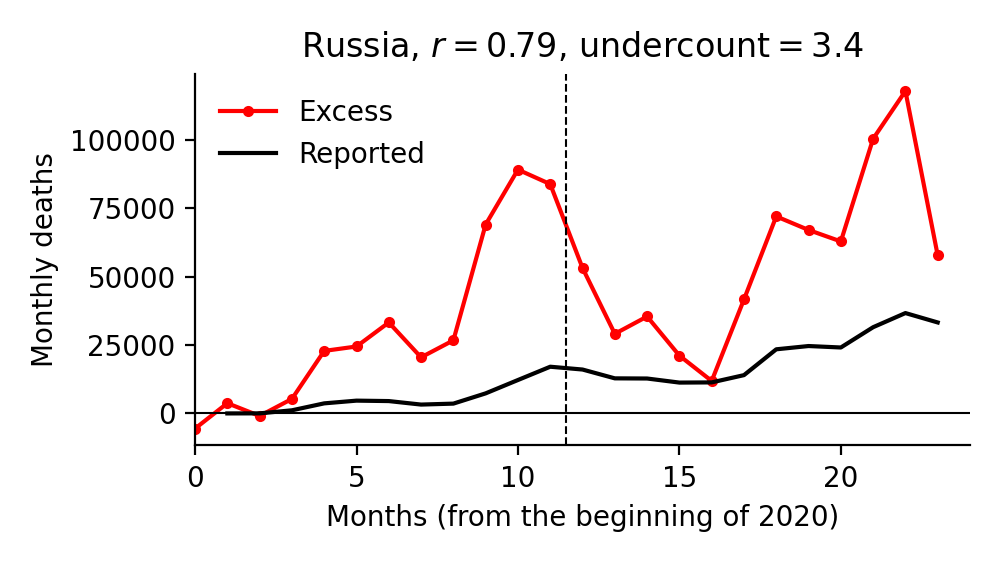 Russia, r = 0.79, undercount = 3.4
Excess
Reported
Monthly deaths
100000
75000
50000
25000
0
0 5 10 15 20
Months (from the beginning of 2020)